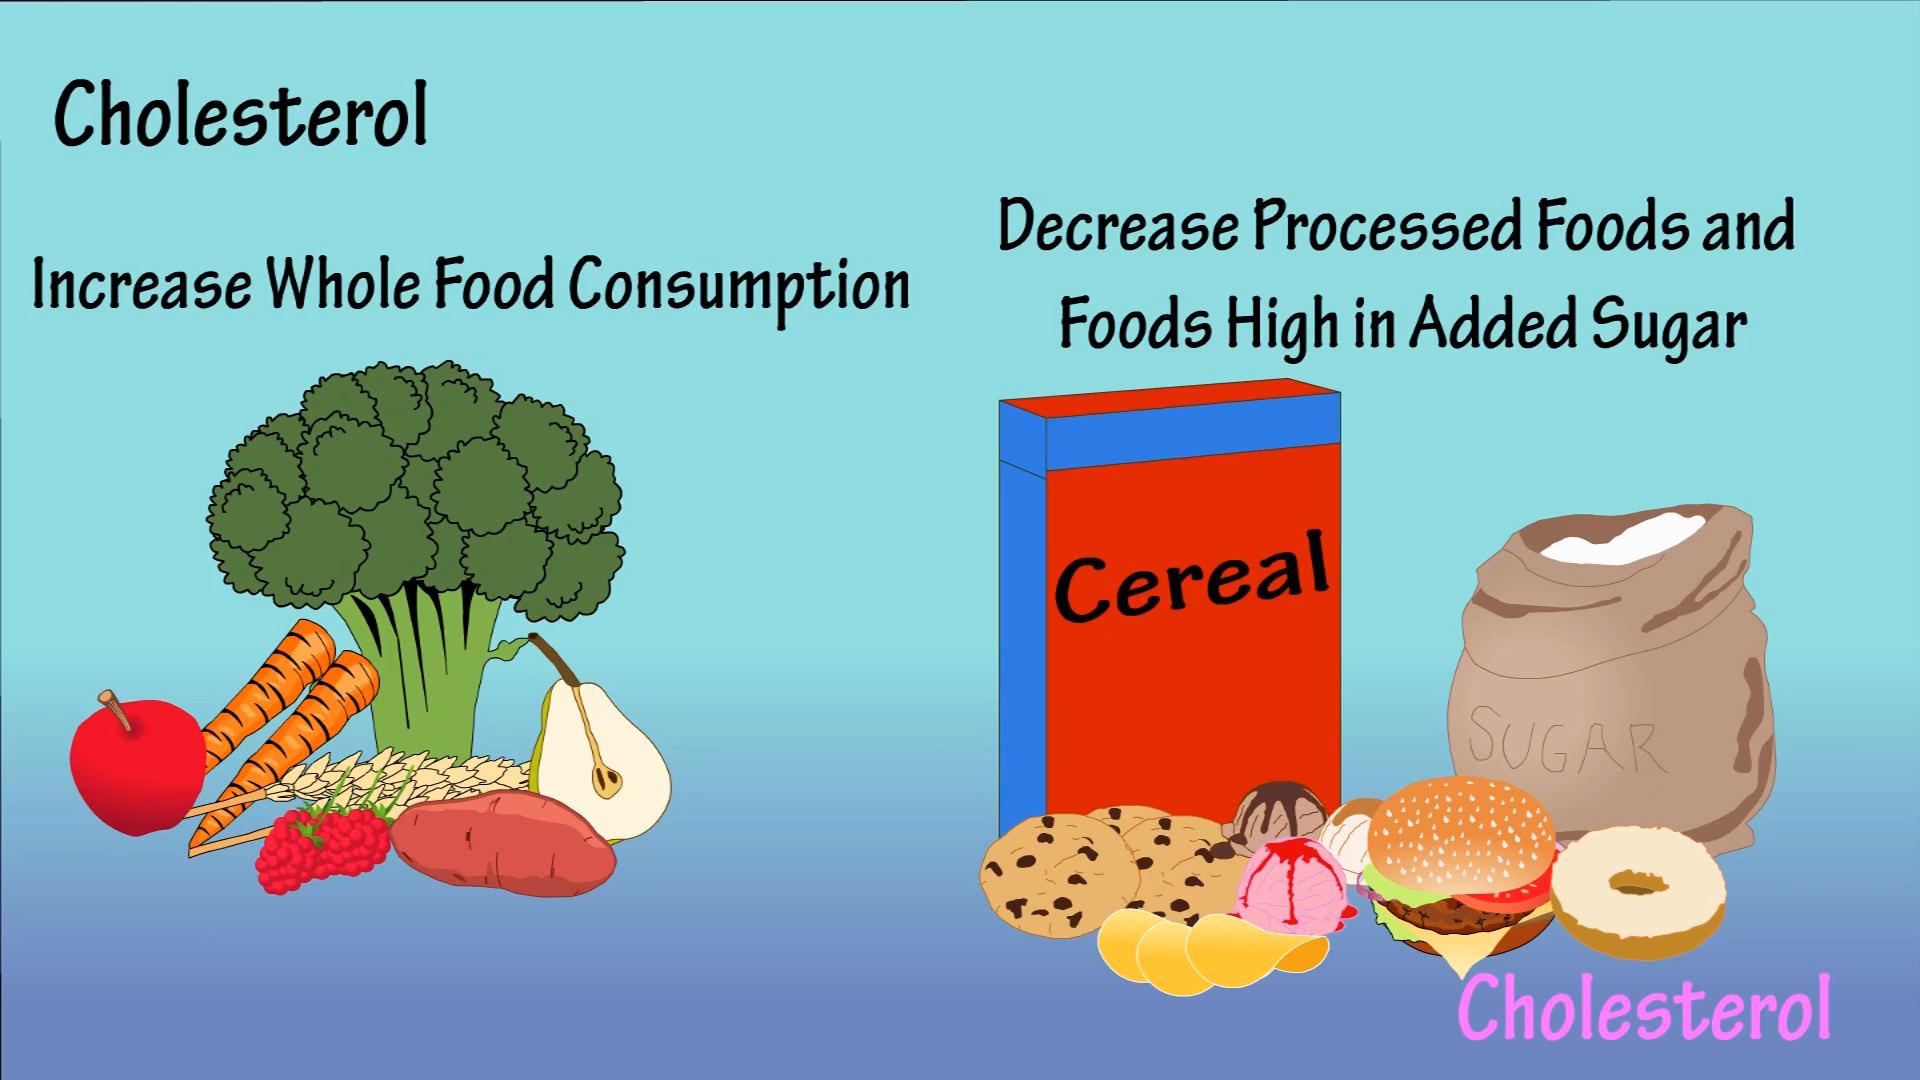 Cholesterol
Increase Whole Food Consumption
Decrease Processed Foods and
Foods High in Added Sugar
Cereal
SUGAR
Cholesterol